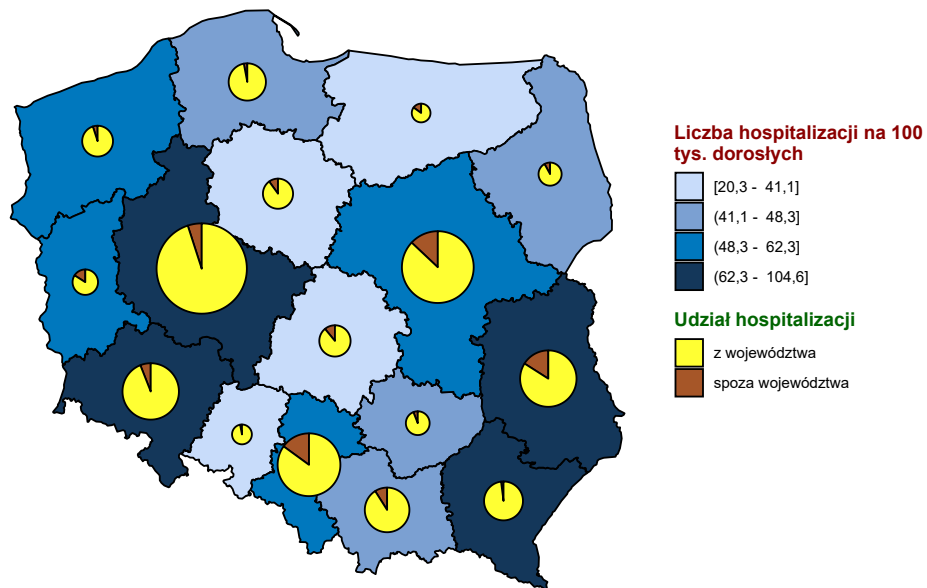 Liczba hospitalizacji na 100
tys. dorosłych
[20,3 - 41,1]
(41,1 - 48,3]
(48,3 - 62,3]
(62,3 - 104,6]
Udział hospitalizacji
z województwa
spoza województwa